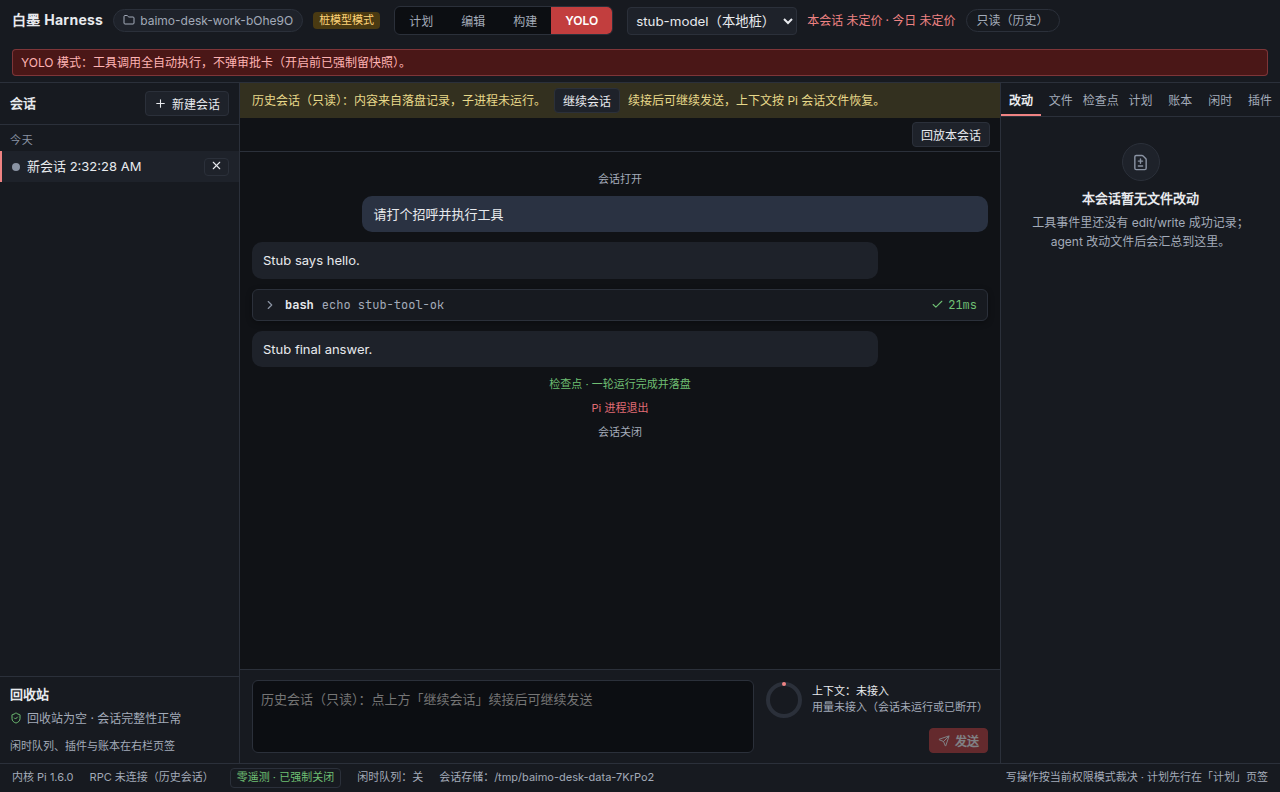 白墨 Harness
baimo-desk-work-bOhe9O
桩模型模式
计划
编辑
构建
YOLO
stub-model（本地桩）
本会话 未定价 · 今日 未定价
只读（历史）
YOLO 模式：工具调用全自动执行，不弹审批卡（开启前已强制留快照）。
会话
新建会话
今天
新会话 2:32:28 AM
回收站
回收站为空 · 会话完整性正常
闲时队列、插件与账本在右栏页签
历史会话（只读）：内容来自落盘记录，子进程未运行。
继续会话
续接后可继续发送，上下文按 Pi 会话文件恢复。
回放本会话
会话打开
请打个招呼并执行工具
Stub says hello.
bash echo stub-tool-ok
21ms
Stub final answer.
检查点 · 一轮运行完成并落盘
Pi 进程退出
会话关闭
历史会话（只读）：点上方「继续会话」续接后可继续发送
上下文：未接入
用量未接入（会话未运行或已断开）
发送
改动
文件
检查点
计划
账本
闲时
插件
本会话暂无文件改动
工具事件里还没有 edit/write 成功记录；
agent 改动文件后会汇总到这里。
内核 Pi 1.6.0
RPC 未连接（历史会话）
零遥测 · 已强制关闭
闲时队列：关
会话存储：/tmp/baimo-desk-data-7KrPo2
写操作按当前权限模式裁决 · 计划先行在「计划」页签